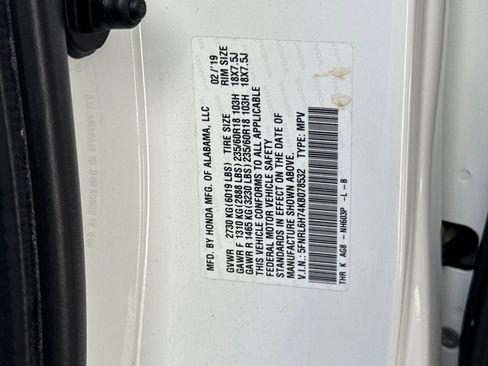 MFD. BY HONDA MFG. OF ALABAMA, LLC 02/'19
GVWR 2730 KG(6019 LBS) TIRE SIZE RIM SIZE
GAWR F 1310 KG(2888 LBS) 235/60R18 103H 18X7.5J
GAWR R 1465 KG(3230 LBS) 235/60R18 103H 18X7.5J
THIS VEHICLE CONFORMS TO ALL APPLICABLE
FEDERAL MOTOR VEHICLE SAFETY
STANDARDS IN EFFECT ON THE DATE OF
MANUFACTURE SHOWN ABOVE.
V.I.N.: 5FNRL6H74KB078532 TYPE: MPV
THR K AG8 - NH603P -L-B